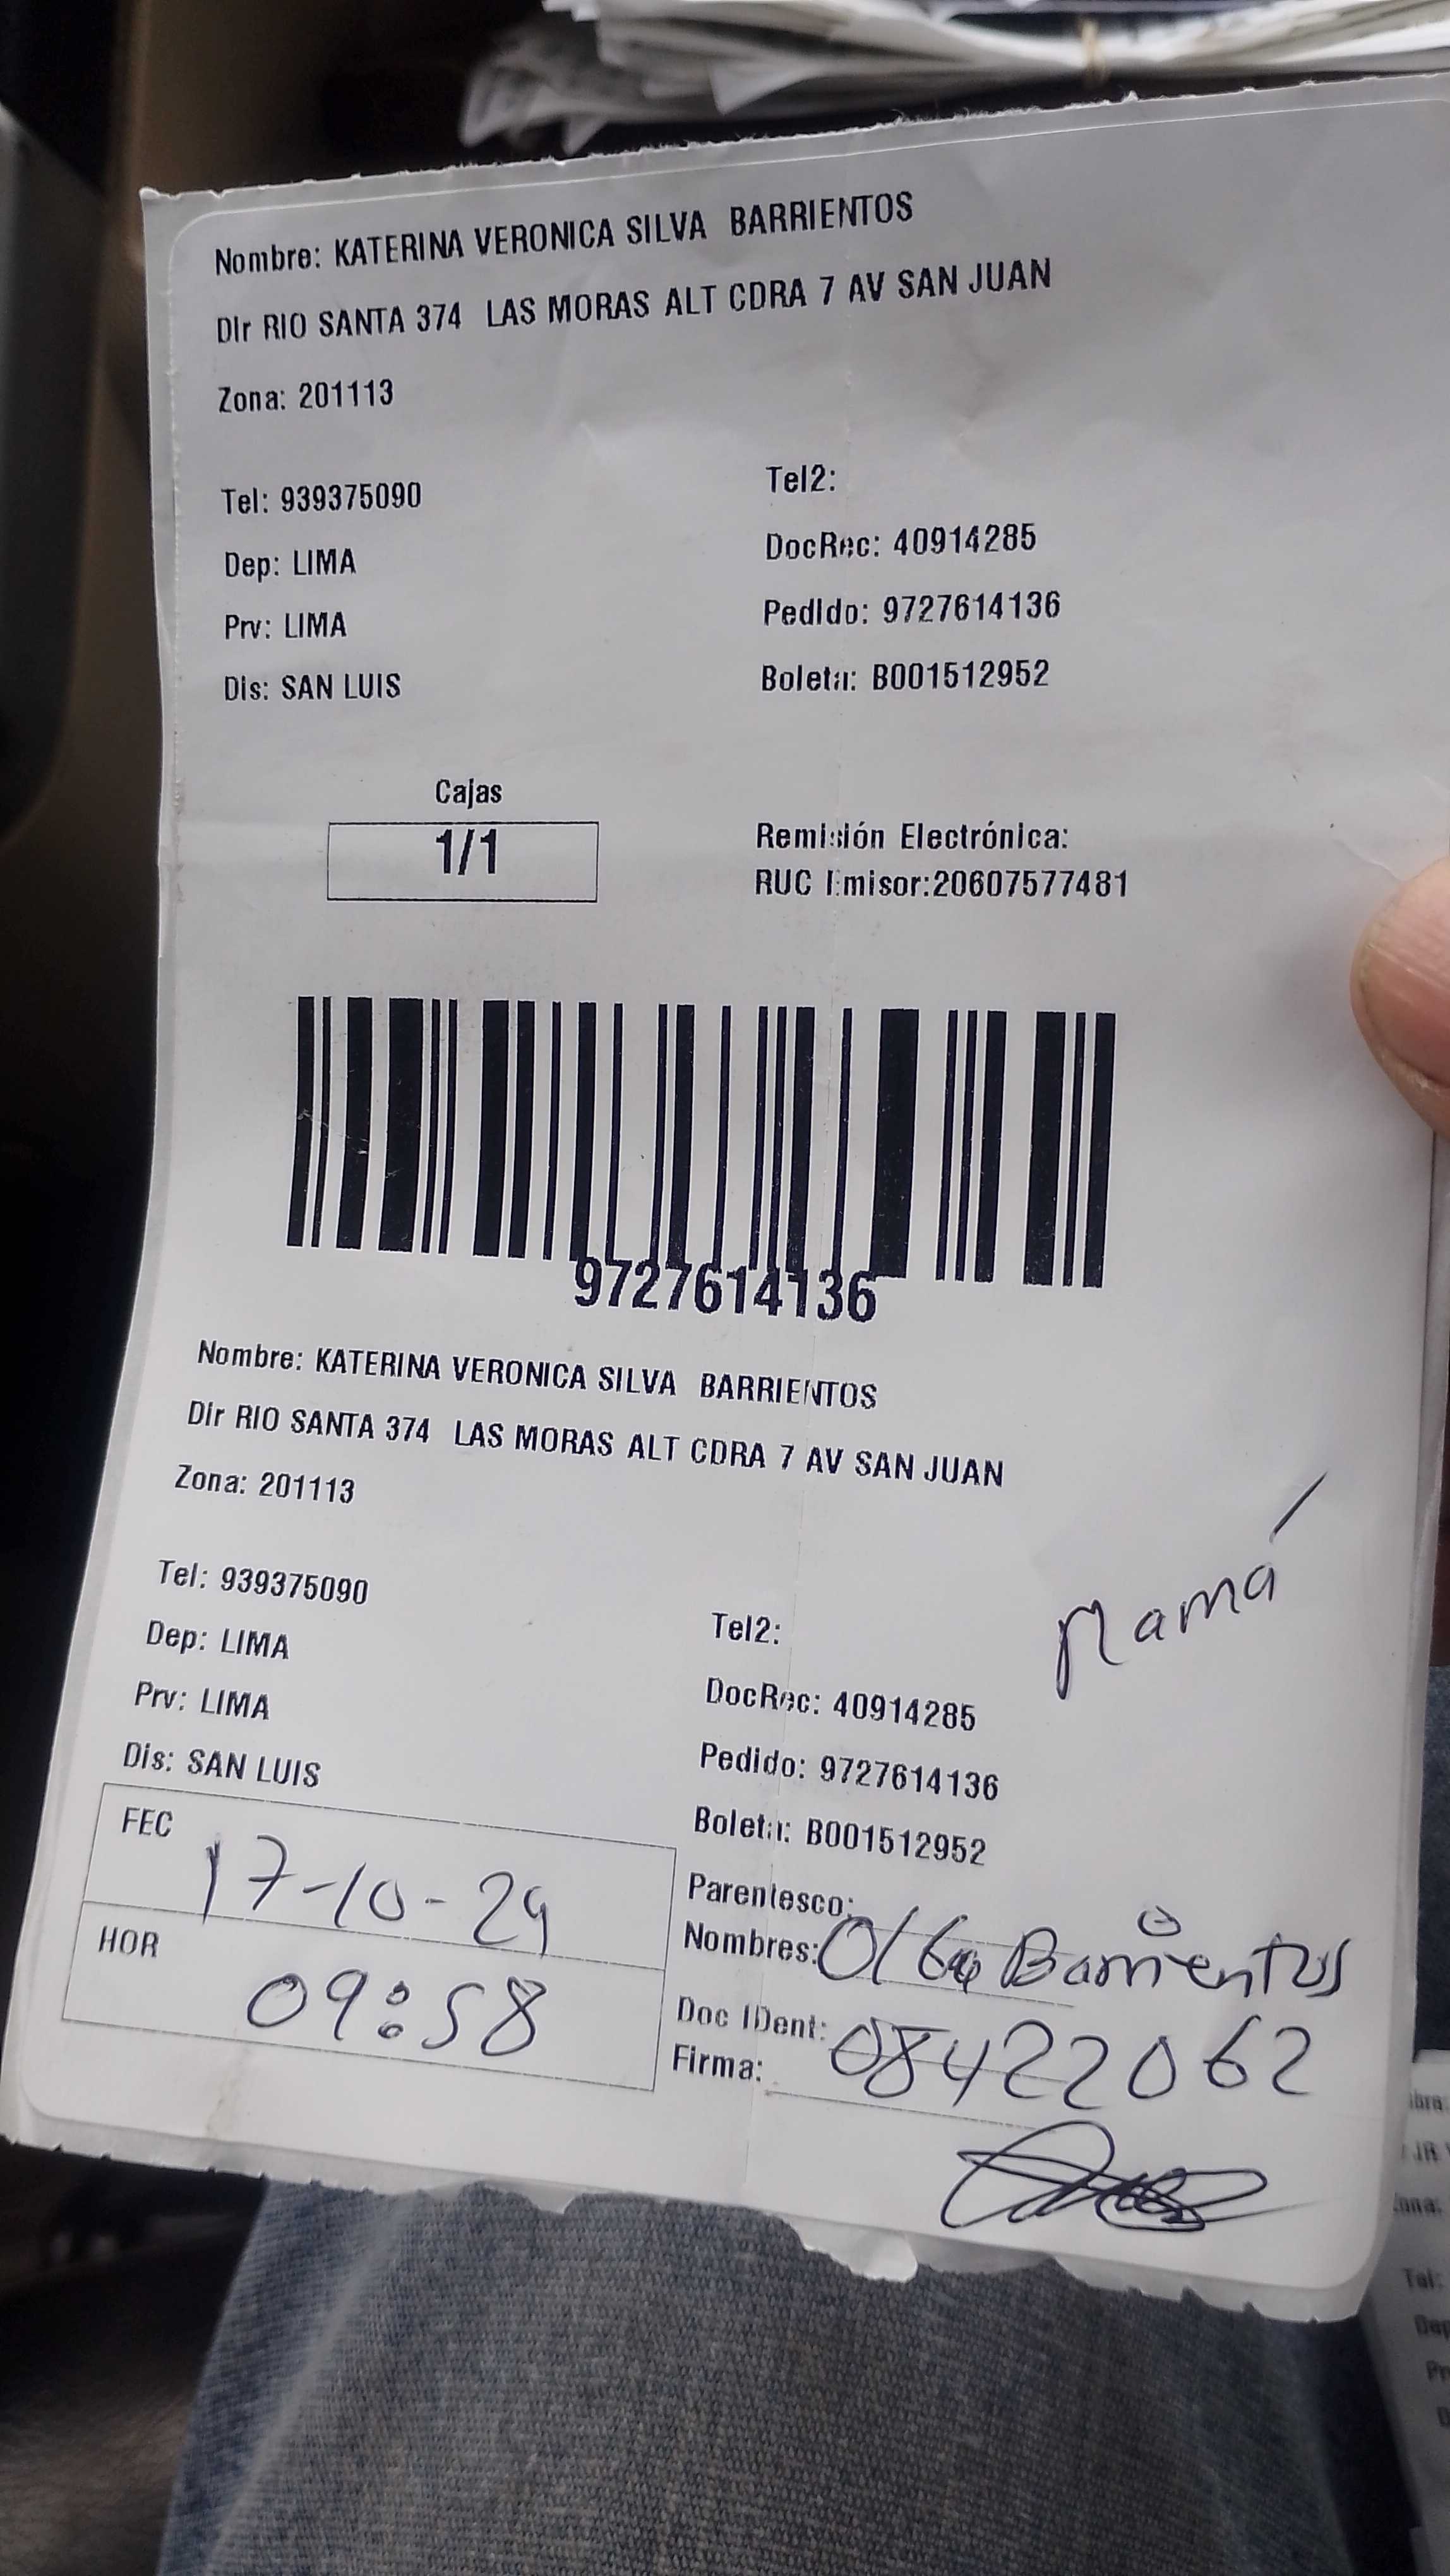 Nombre: KATERINA VERONICA SILVA BARRIENTOS
Dir RIO SANTA 374 LAS MORAS ALT CDRA 7 AV SAN JUAN
Zona: 201113
Tel: 939375090
Tel2:
Dep: LIMA
DocRec: 40914285
Prv: LIMA
Pedido: 9727614136
Dis: SAN LUIS
Boleta: B001512952
Cajas
1/1
Remisión Electrónica:
RUC Emisor:20607577481
9727614136
Nombre: KATERINA VERONICA SILVA BARRIENTOS
Dir RIO SANTA 374 LAS MORAS ALT CDRA 7 AV SAN JUAN
Zona: 201113
Mamá
Tel: 939375090
Tel2:
Dep: LIMA
DocRec: 40914285
Prv: LIMA
Pedido: 9727614136
Dis: SAN LUIS
Boleta: B001512952
FEC 17-10-24
Parentesco:
Nombres: Olga Barrientos
HOR 09:58
Doc IDent: 08422062
Firma: